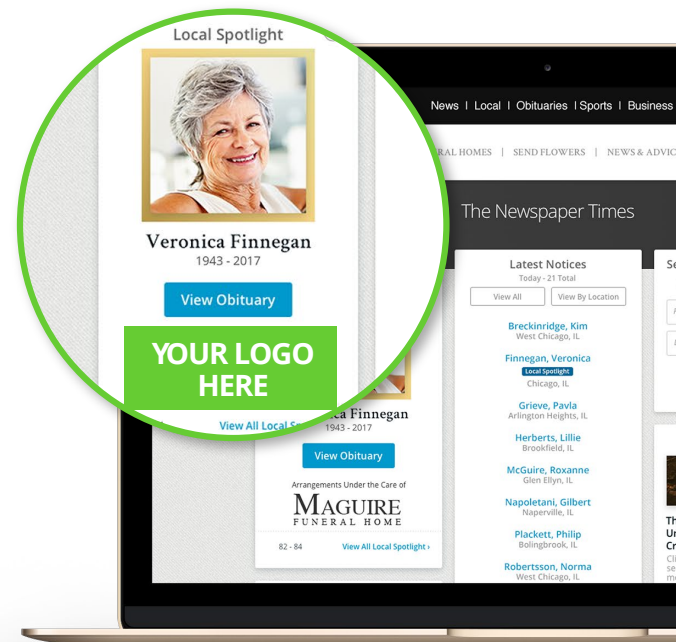 Local Spotlight
Veronica Finnegan
1943 - 2017
View Obituary
YOUR LOGO
HERE
View All Local
News | Local | Obituaries | Sports | Business
HOMES | SEND FLOWERS | NEWS &
The Newspaper Times
Finnegan
1943 - 2017
View Obituary
Arrangements Under the Care of
MAGUIRE
FUNERAL HOME
82 - 84 View All Local Spotlight ›
Latest Notices
Today - 21 Total
View All View By Location
Breckinridge, Kim
West Chicago, IL
Finnegan, Veronica
Local Spotlight
Chicago, IL
Grieve, Pavla
Arlington Heights, IL
Herberts, Lillie
Brookfield, IL
McGuire, Roxanne
Glen Ellyn, IL
Napoletani, Gilbert
Naperville, IL
Plackett, Philip
Bolingbrook, IL
Robertsson, Norma
West Chicago, IL